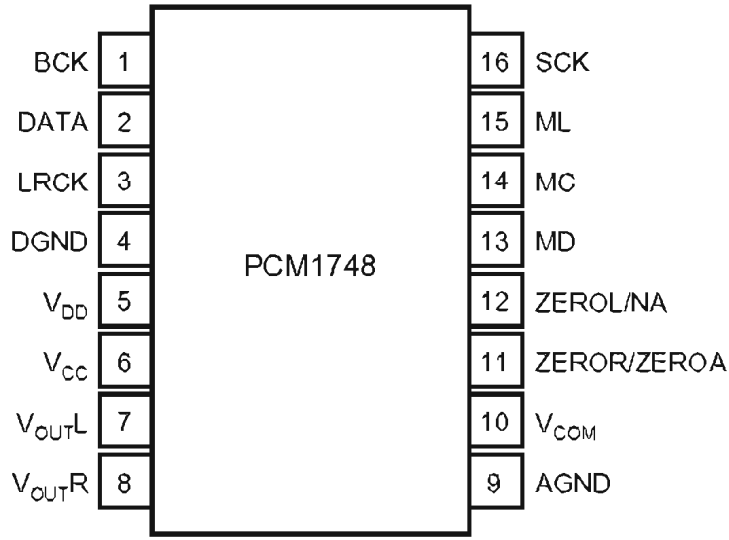 BCK 1 16 SCK
DATA 2 15 ML
LRCK 3 14 MC
DGND 4 13 MD
PCM1748
VDD 5 12 ZEROL/NA
VCC 6 11 ZEROR/ZEROA
VOUTL 7 10 VCOM
VOUTR 8 9 AGND